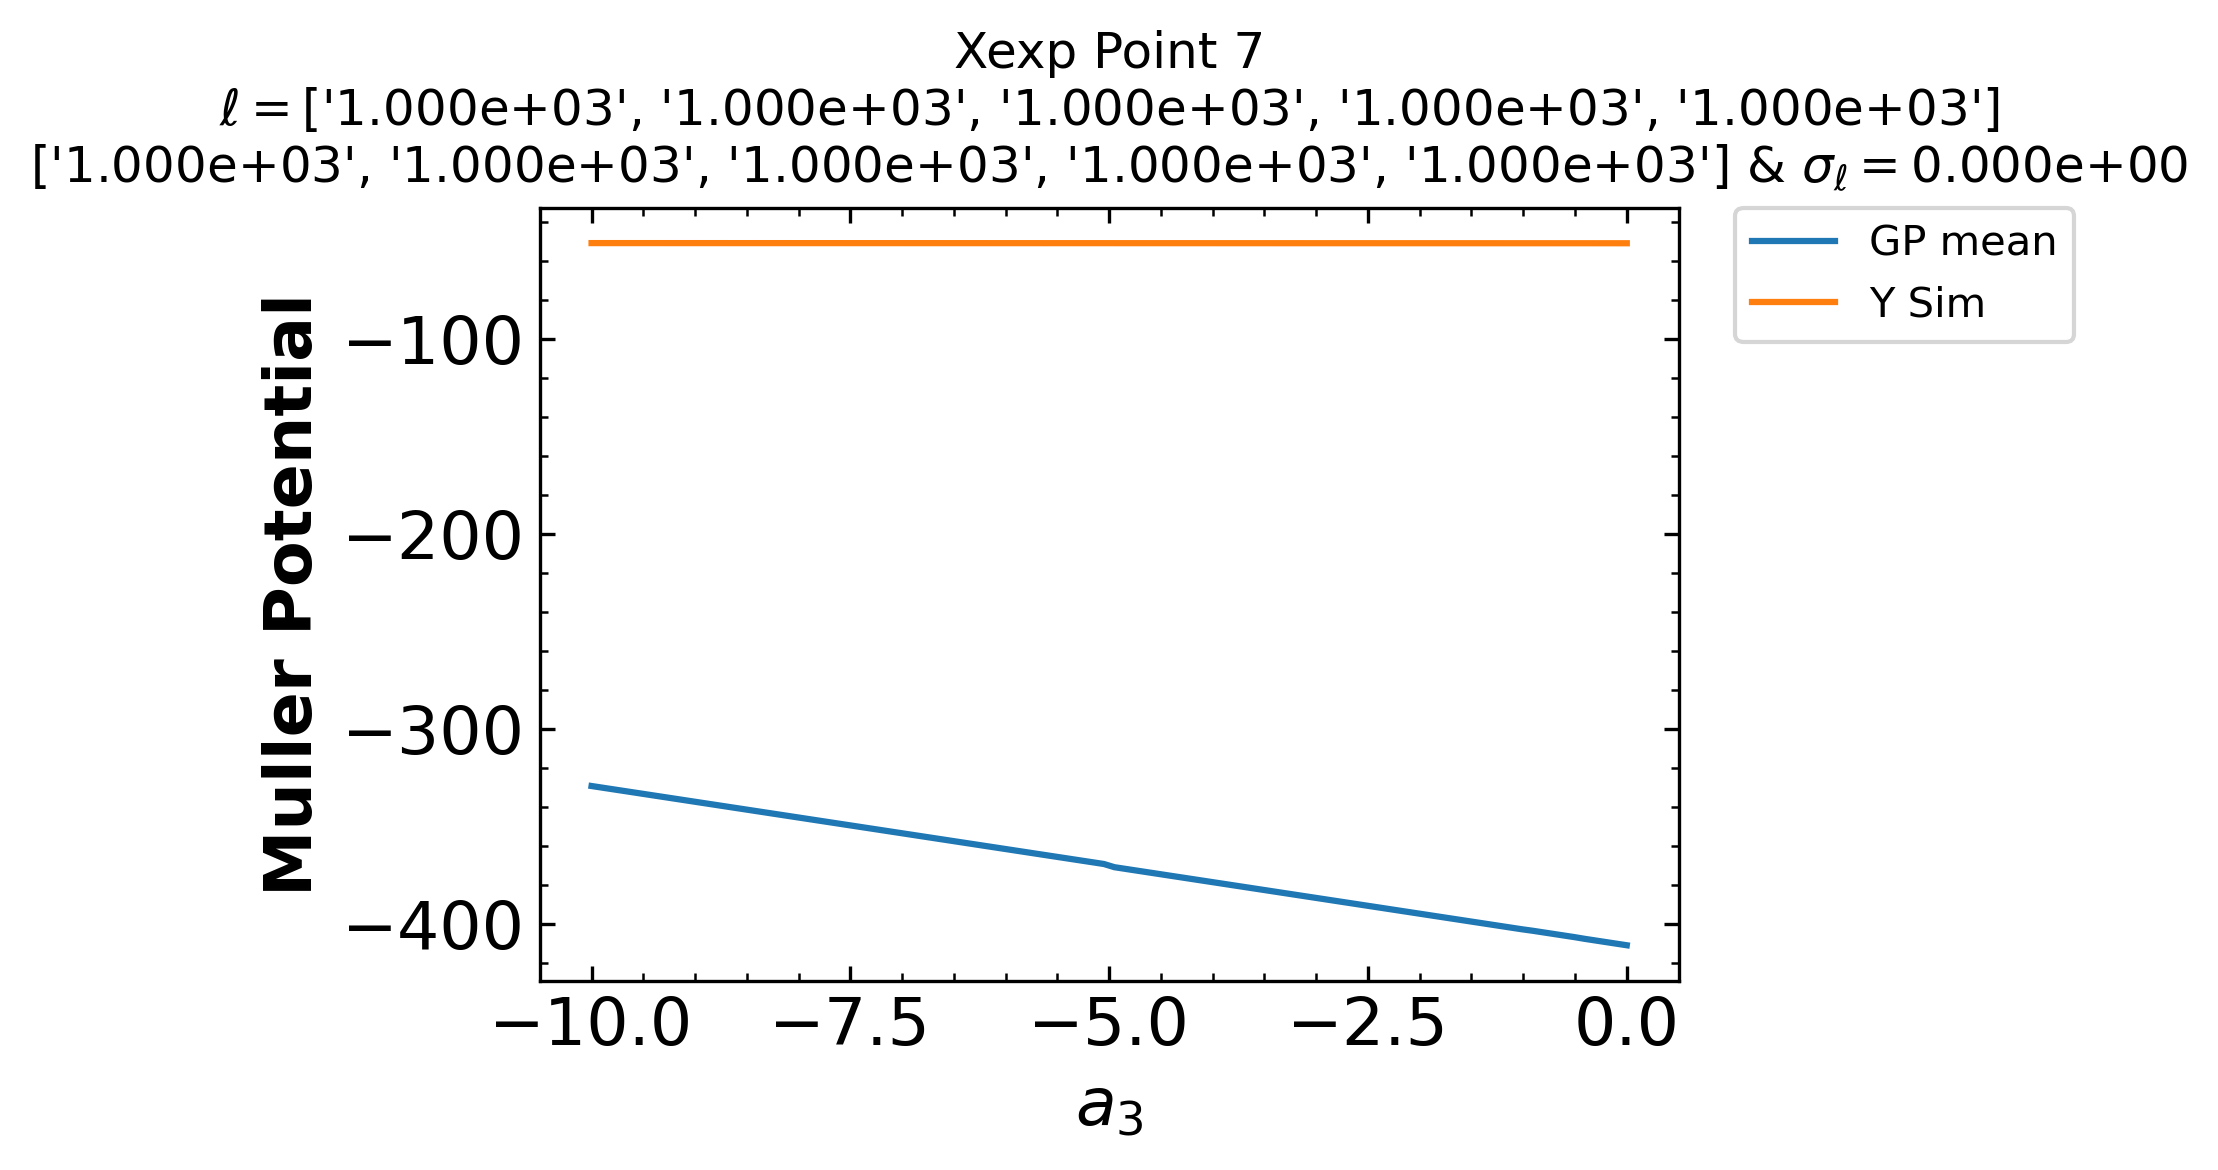 Xexp Point 7
ℓ = ['1.000e+03', '1.000e+03', '1.000e+03', '1.000e+03', '1.000e+03']
['1.000e+03', '1.000e+03', '1.000e+03', '1.000e+03', '1.000e+03'] & σ_ℓ = 0.000e+00
GP mean
Y Sim
Muller Potential
−100
−200
−300
−400
−10.0 −7.5 −5.0 −2.5 0.0
a₃